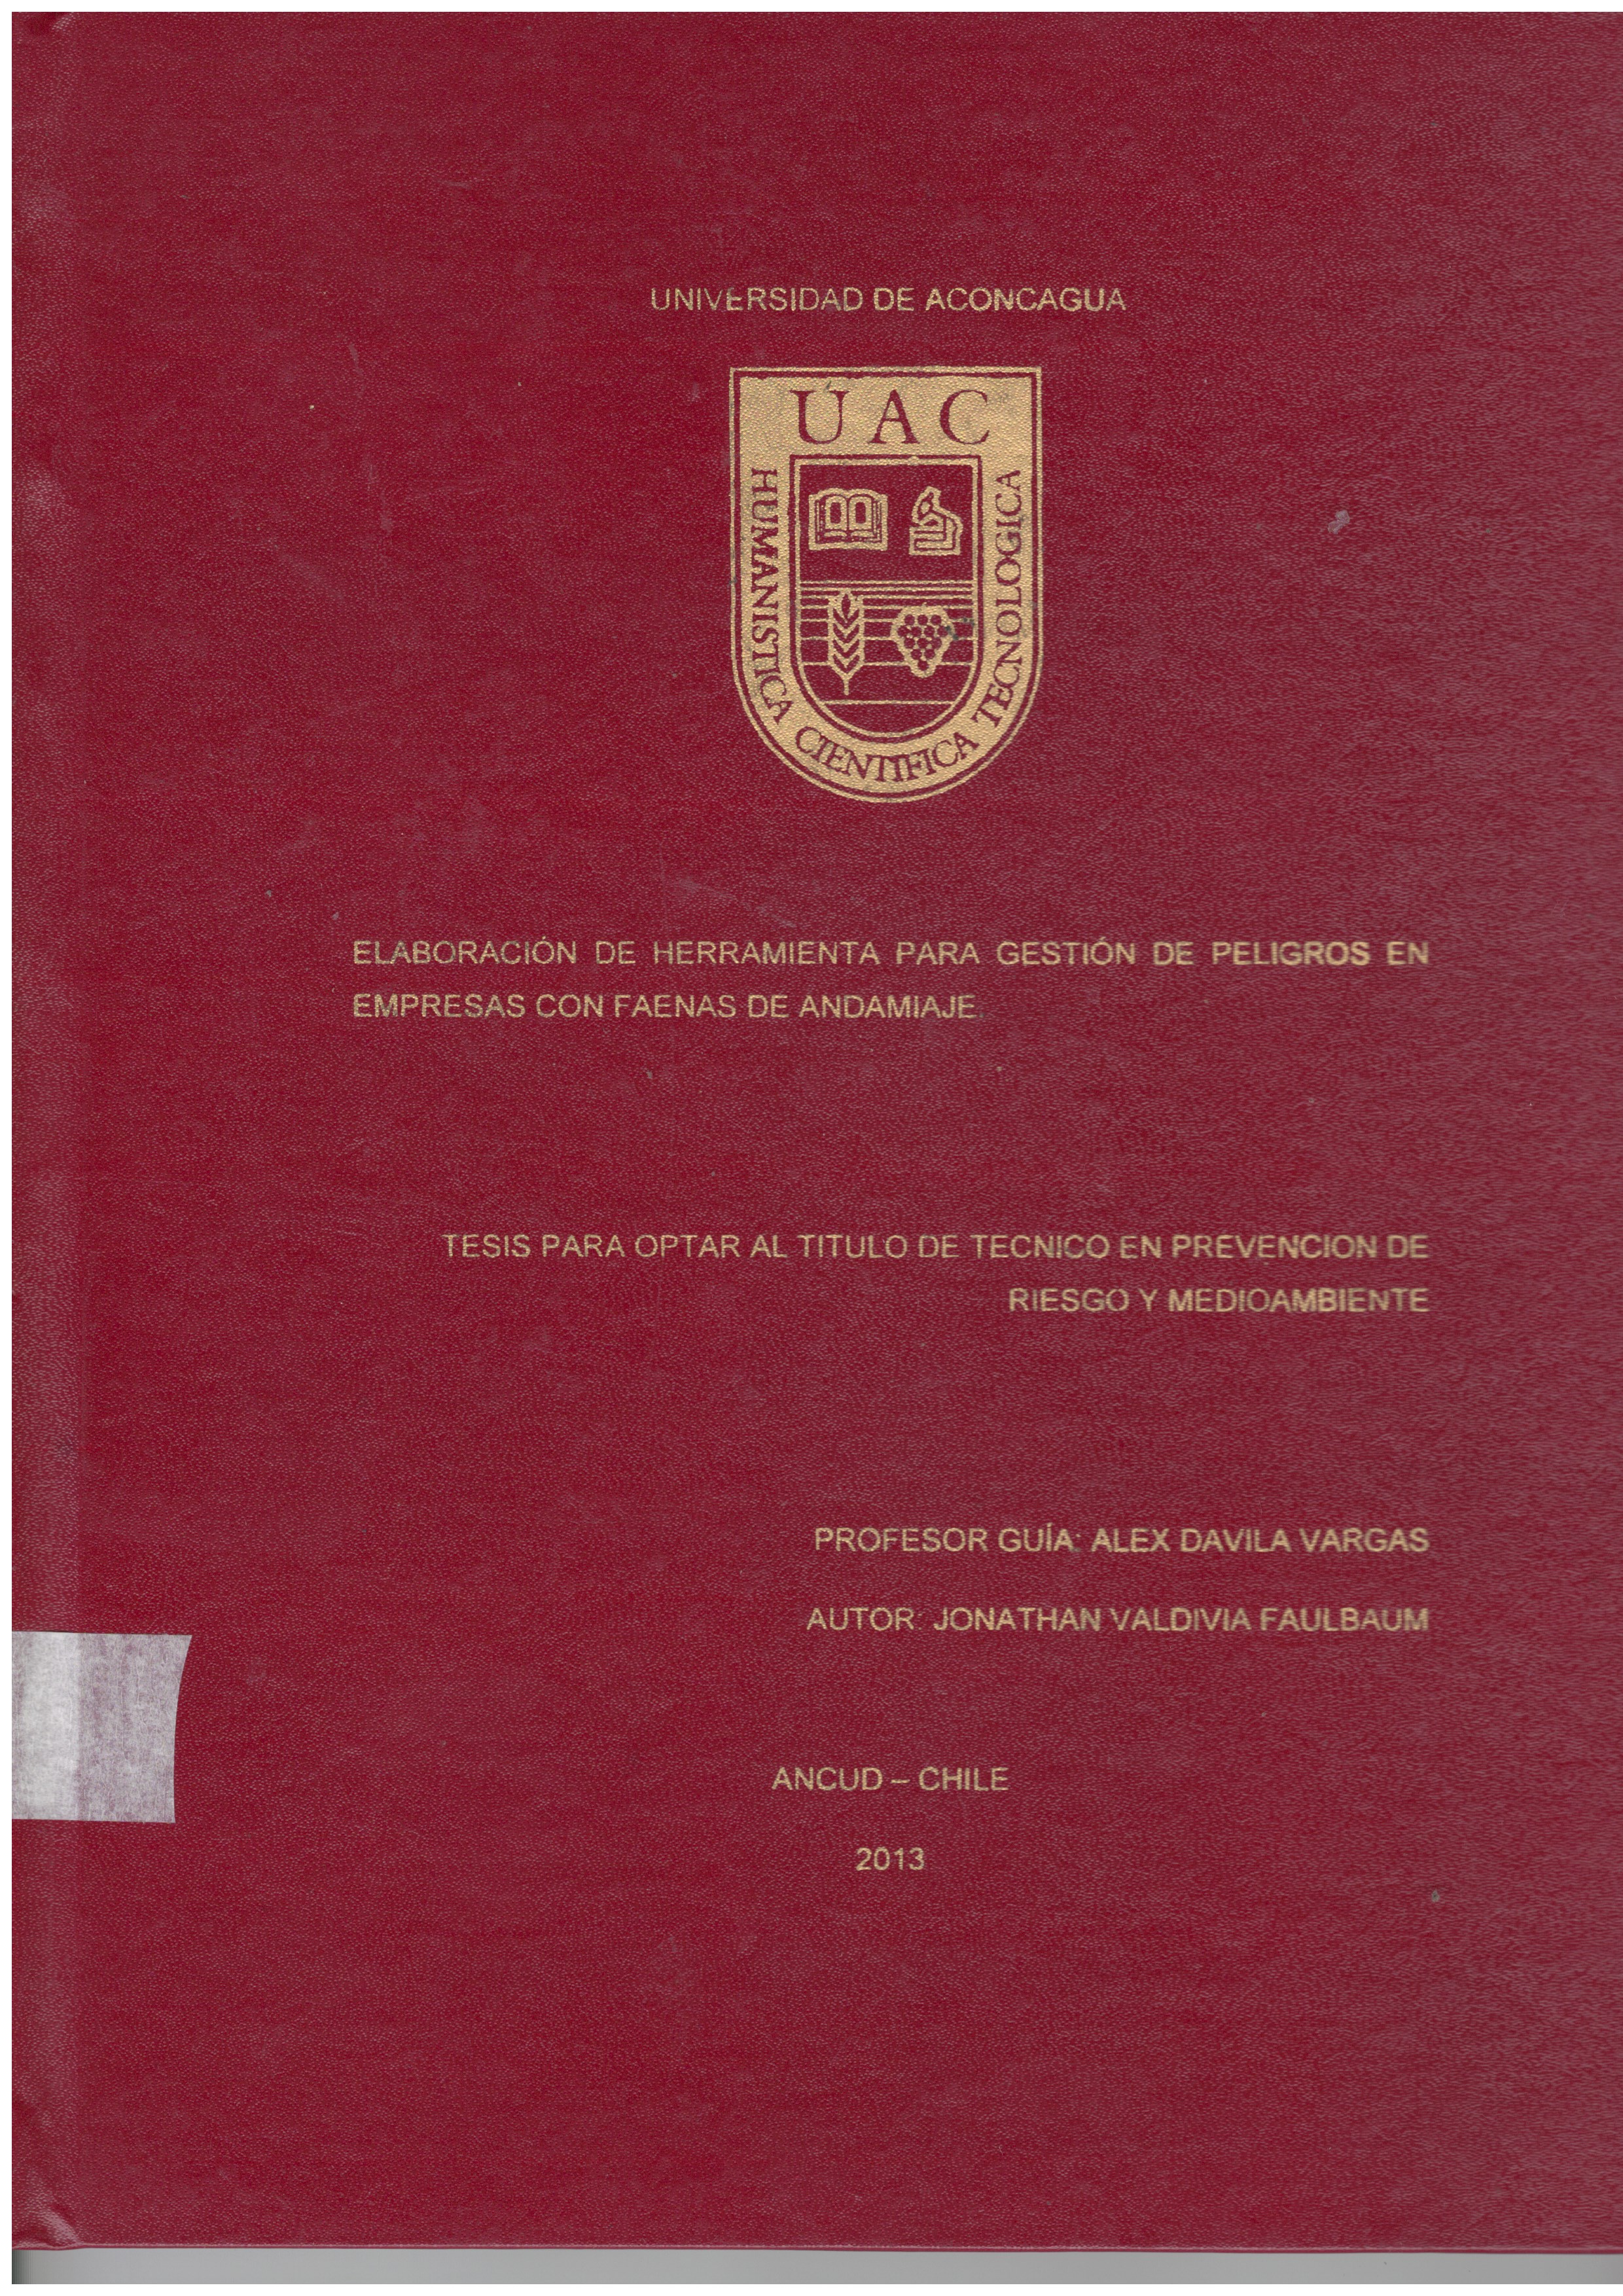 UNIVERSIDAD DE ACONCAGUA
UAC
HUMANISTICA CIENTIFICA TECNOLOGICA
ELABORACIÓN DE HERRAMIENTA PARA GESTIÓN DE PELIGROS EN
EMPRESAS CON FAENAS DE ANDAMIAJE.
TESIS PARA OPTAR AL TITULO DE TECNICO EN PREVENCION DE
RIESGO Y MEDIOAMBIENTE
PROFESOR GUÍA: ALEX DAVILA VARGAS
AUTOR: JONATHAN VALDIVIA FAULBAUM
ANCUD – CHILE
2013